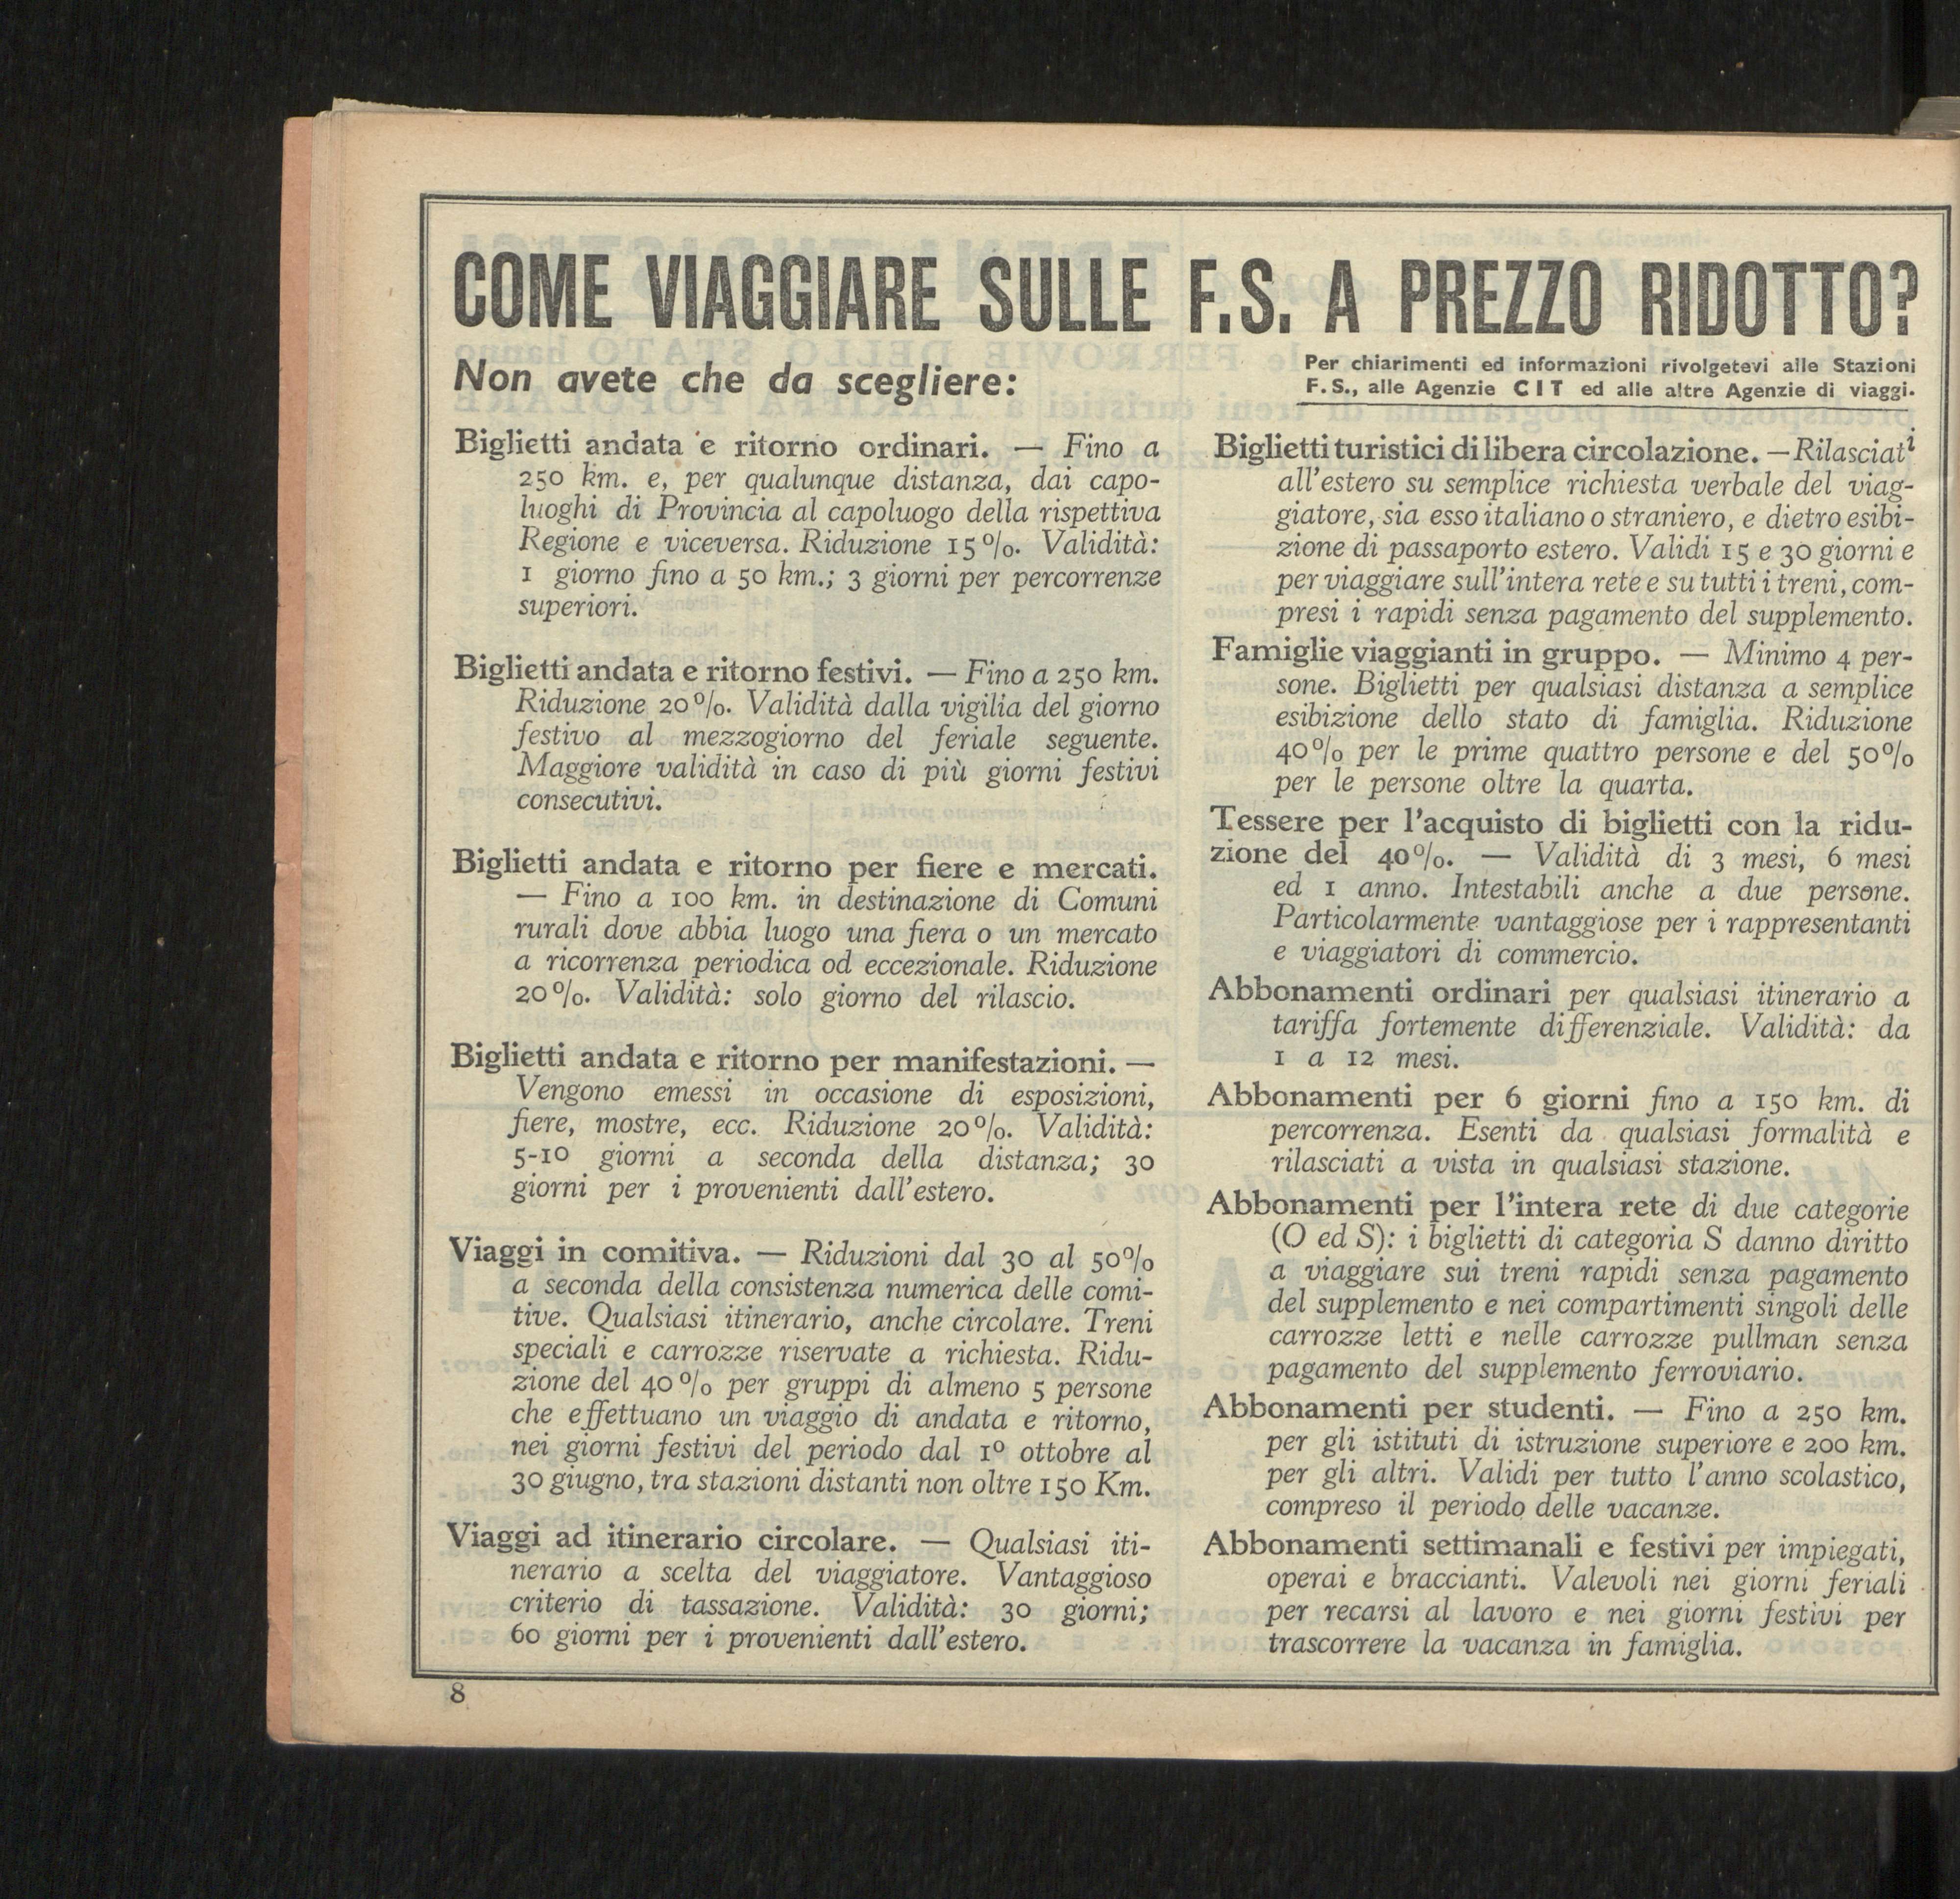 COME VIAGGIARE SULLE F.S. A PREZZO RIDOTTO?
Non avete che da scegliere:
Per chiarimenti ed informazioni rivolgetevi alle Stazioni
F.S., alle Agenzie CIT ed alle altre Agenzie di viaggi.
Biglietti andata e ritorno ordinari. — Fino a
250 km. e, per qualunque distanza, dai capo-
luoghi di Provincia al capoluogo della rispettiva
Regione e viceversa. Riduzione 15%. Validità:
1 giorno fino a 50 km.; 3 giorni per percorrenze
superiori.
Biglietti andata e ritorno festivi. — Fino a 250 km.
Riduzione 20%. Validità dalla vigilia del giorno
festivo al mezzogiorno del feriale seguente.
Maggiore validità in caso di più giorni festivi
consecutivi.
Biglietti andata e ritorno per fiere e mercati.
— Fino a 100 km. in destinazione di Comuni
rurali dove abbia luogo una fiera o un mercato
a ricorrenza periodica od eccezionale. Riduzione
20%. Validità: solo giorno del rilascio.
Biglietti andata e ritorno per manifestazioni. —
Vengono emessi in occasione di esposizioni,
fiere, mostre, ecc. Riduzione 20%. Validità:
5-10 giorni a seconda della distanza; 30
giorni per i provenienti dall'estero.
Viaggi in comitiva. — Riduzioni dal 30 al 50%
a seconda della consistenza numerica delle comi-
tive. Qualsiasi itinerario, anche circolare. Treni
speciali e carrozze riservate a richiesta. Ridu-
zione del 40% per gruppi di almeno 5 persone
che effettuano un viaggio di andata e ritorno,
nei giorni festivi del periodo dal 1º ottobre al
30 giugno, tra stazioni distanti non oltre 150 Km.
Viaggi ad itinerario circolare. — Qualsiasi iti-
nerario a scelta del viaggiatore. Vantaggioso
criterio di tassazione. Validità: 30 giorni;
60 giorni per i provenienti dall'estero.
Biglietti turistici di libera circolazione. — Rilasciati
all'estero su semplice richiesta verbale del viag-
giatore, sia esso italiano o straniero, e dietro esibi-
zione di passaporto estero. Validi 15 e 30 giorni e
per viaggiare sull'intera rete e su tutti i treni, com-
presi i rapidi senza pagamento del supplemento.
Famiglie viaggianti in gruppo. — Minimo 4 per-
sone. Biglietti per qualsiasi distanza a semplice
esibizione dello stato di famiglia. Riduzione
40% per le prime quattro persone e del 50%
per le persone oltre la quarta.
Tessere per l'acquisto di biglietti con la ridu-
zione del 40%. — Validità di 3 mesi, 6 mesi
ed 1 anno. Intestabili anche a due persone.
Particolarmente vantaggiose per i rappresentanti
e viaggiatori di commercio.
Abbonamenti ordinari per qualsiasi itinerario a
tariffa fortemente differenziale. Validità: da
1 a 12 mesi.
Abbonamenti per 6 giorni fino a 150 km. di
percorrenza. Esenti da qualsiasi formalità e
rilasciati a vista in qualsiasi stazione.
Abbonamenti per l'intera rete di due categorie
(O ed S): i biglietti di categoria S danno diritto
a viaggiare sui treni rapidi senza pagamento
del supplemento e nei compartimenti singoli delle
carrozze letti e nelle carrozze pullman senza
pagamento del supplemento ferroviario.
Abbonamenti per studenti. — Fino a 250 km.
per gli istituti di istruzione superiore e 200 km.
per gli altri. Validi per tutto l'anno scolastico,
compreso il periodo delle vacanze.
Abbonamenti settimanali e festivi per impiegati,
operai e braccianti. Valevoli nei giorni feriali
per recarsi al lavoro e nei giorni festivi per
trascorrere la vacanza in famiglia.
8